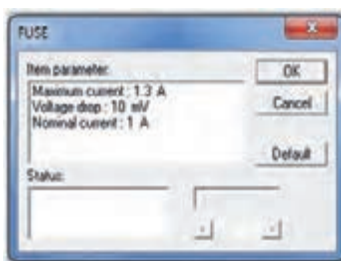 FUSE
Item parameter:
OK
Maximum current : 1.3 A
Voltage drop : 10 mV
Nominal current : 1 A
Cancel
Default
Status: